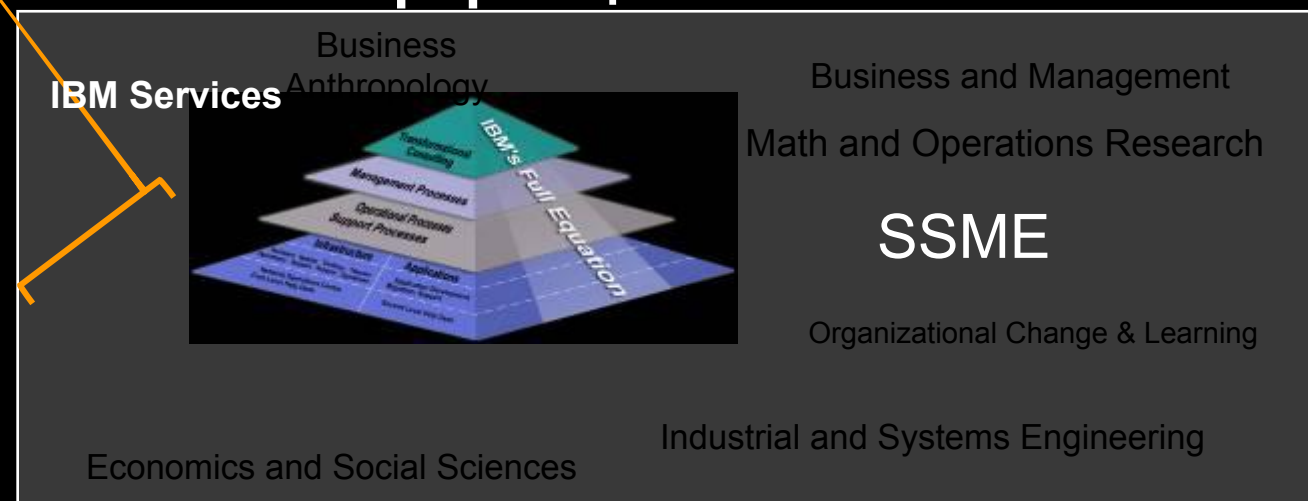 Business
Anthropology
IBM Services
Business and Management
Math and Operations Research
SSME
Organizational Change & Learning
Industrial and Systems Engineering
Economics and Social Sciences
Transformational
Consulting
Management Processes
Operational Processes
Support Processes
Infrastructure
Applications
IBM's Full Equation